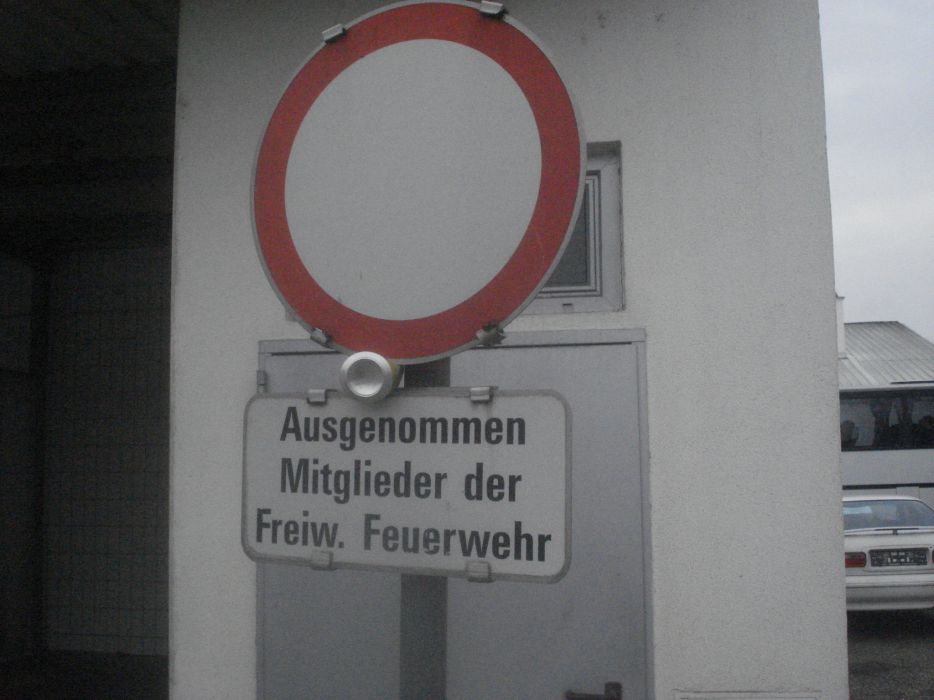 Ausgenommen
Mitglieder der
Freiw. Feuerwehr